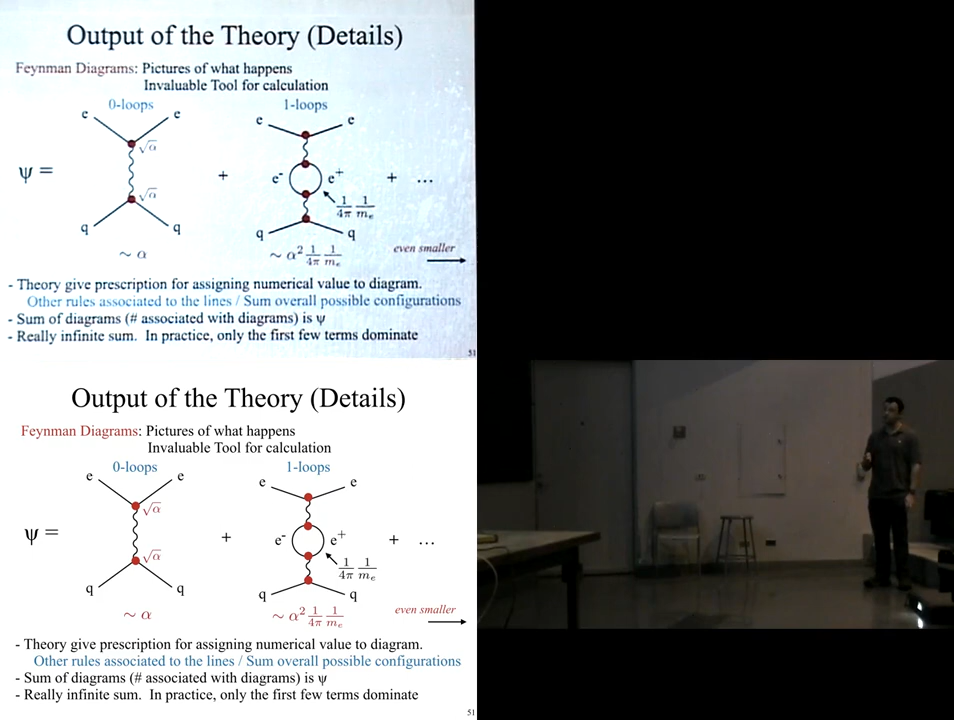 Output of the Theory (Details)
Feynman Diagrams: Pictures of what happens
Invaluable Tool for calculation
0-loops 1-loops
e e e e
√α
ψ = + e⁻ e⁺ + ...
√α
1/4π 1/mₑ
q q q q
~ α ~ α² 1/4π 1/mₑ even smaller
- Theory give prescription for assigning numerical value to diagram.
Other rules associated to the lines / Sum overall possible configurations
- Sum of diagrams (# associated with diagrams) is ψ
- Really infinite sum. In practice, only the first few terms dominate
51
Output of the Theory (Details)
Feynman Diagrams: Pictures of what happens
Invaluable Tool for calculation
0-loops 1-loops
e e e e
√α
ψ = + e⁻ e⁺ + ...
√α
1/4π 1/mₑ
q q q q
~ α ~ α² 1/4π 1/mₑ even smaller
- Theory give prescription for assigning numerical value to diagram.
Other rules associated to the lines / Sum overall possible configurations
- Sum of diagrams (# associated with diagrams) is ψ
- Really infinite sum. In practice, only the first few terms dominate
51